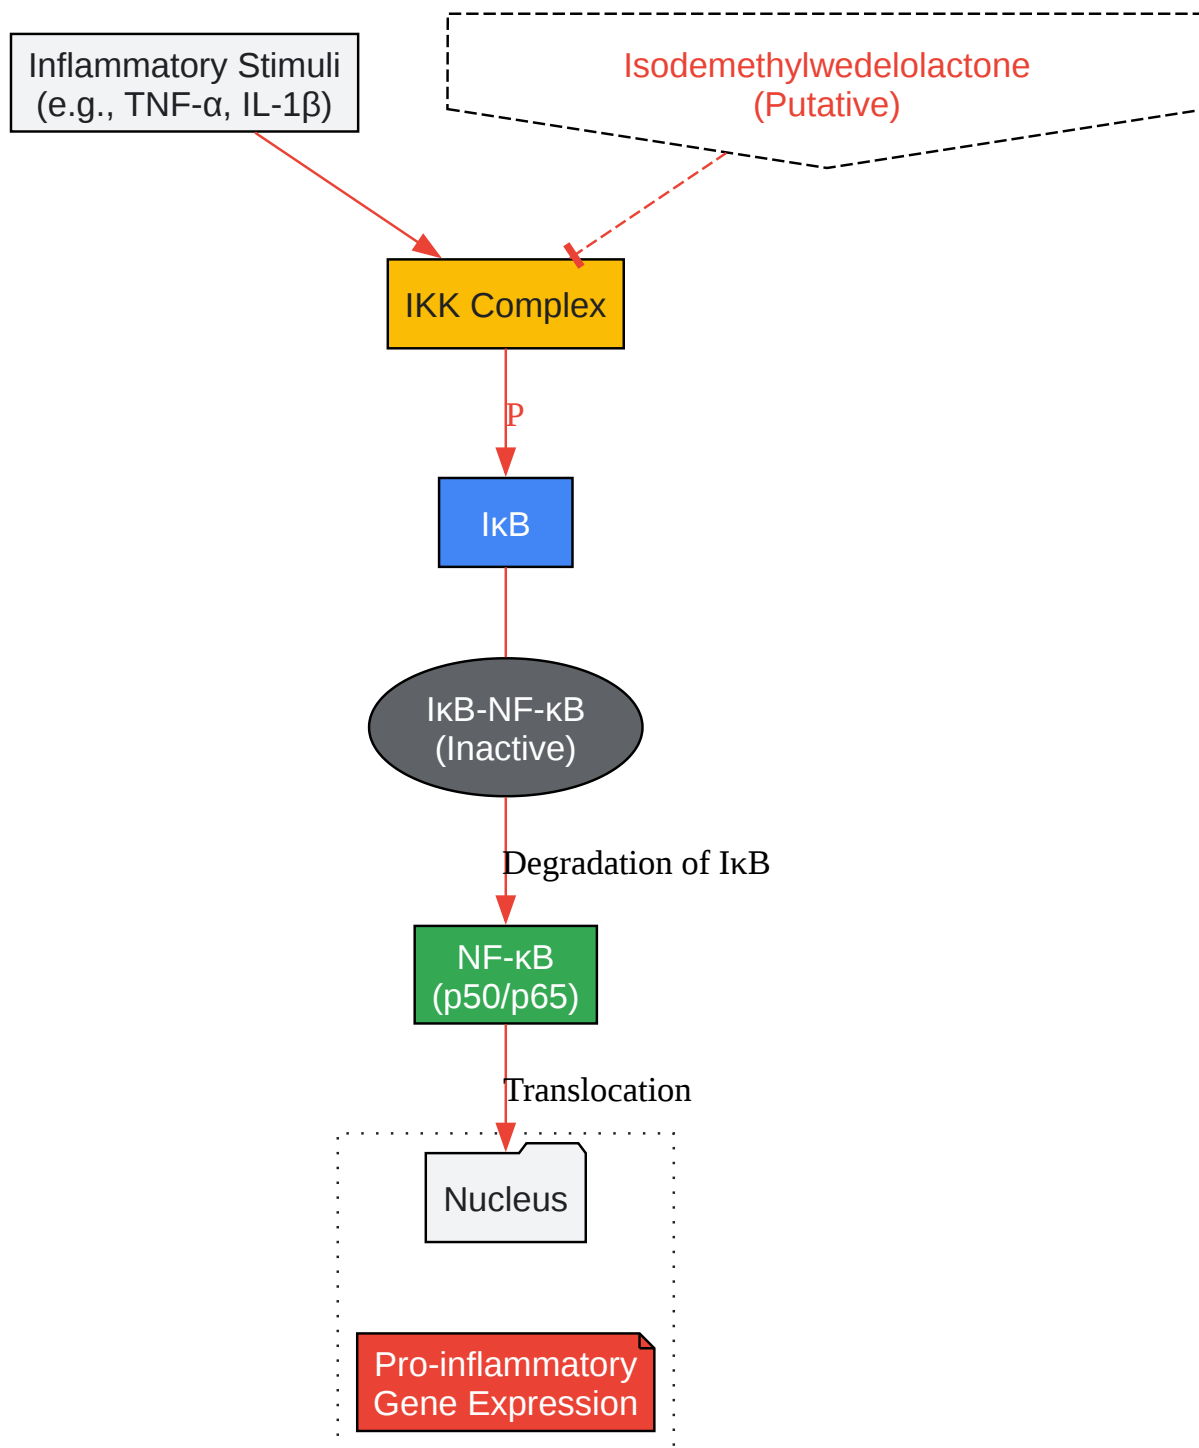 Inflammatory Stimuli
(e.g., TNF-α, IL-1β)
Isodemethylwedelolactone
(Putative)
IKK Complex
P
IκB
IκB-NF-κB
(Inactive)
Degradation of IκB
NF-κB
(p50/p65)
Translocation
Nucleus
Pro-inflammatory
Gene Expression